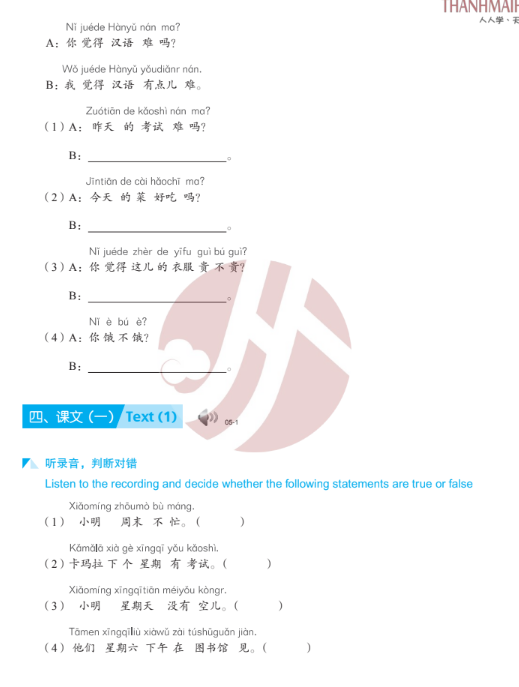 THANHMAIH
人人学·
Nǐ juéde Hànyǔ nán ma?
A: 你 觉得 汉语 难 吗?
Wǒ juéde Hànyǔ yǒudiǎnr nán.
B: 我 觉得 汉语 有点儿 难。
Zuótiān de kǎoshì nán ma?
(1) A: 昨天 的 考试 难 吗?
B: ____________。
Jīntiān de cài hǎochī ma?
(2) A: 今天 的 菜 好吃 吗?
B: ____________。
Nǐ juéde zhèr de yīfu guì bú guì?
(3) A: 你 觉得 这儿 的 衣服 贵 不 贵?
B: ____________。
Nǐ è bú è?
(4) A: 你 饿 不 饿?
B: ____________。
四、课文(一) Text (1) 05-1
听录音，判断对错
Listen to the recording and decide whether the following statements are true or false
Xiǎomíng zhōumò bù máng.
(1) 小明 周末 不 忙。( )
Kǎmǎlā xià gè xīngqī yǒu kǎoshì.
(2) 卡玛拉 下 个 星期 有 考试。( )
Xiǎomíng xīngqītiān méiyǒu kòngr.
(3) 小明 星期天 没有 空儿。( )
Tāmen xīngqīliù xiàwǔ zài túshūguǎn jiàn.
(4) 他们 星期六 下午 在 图书馆 见。( )